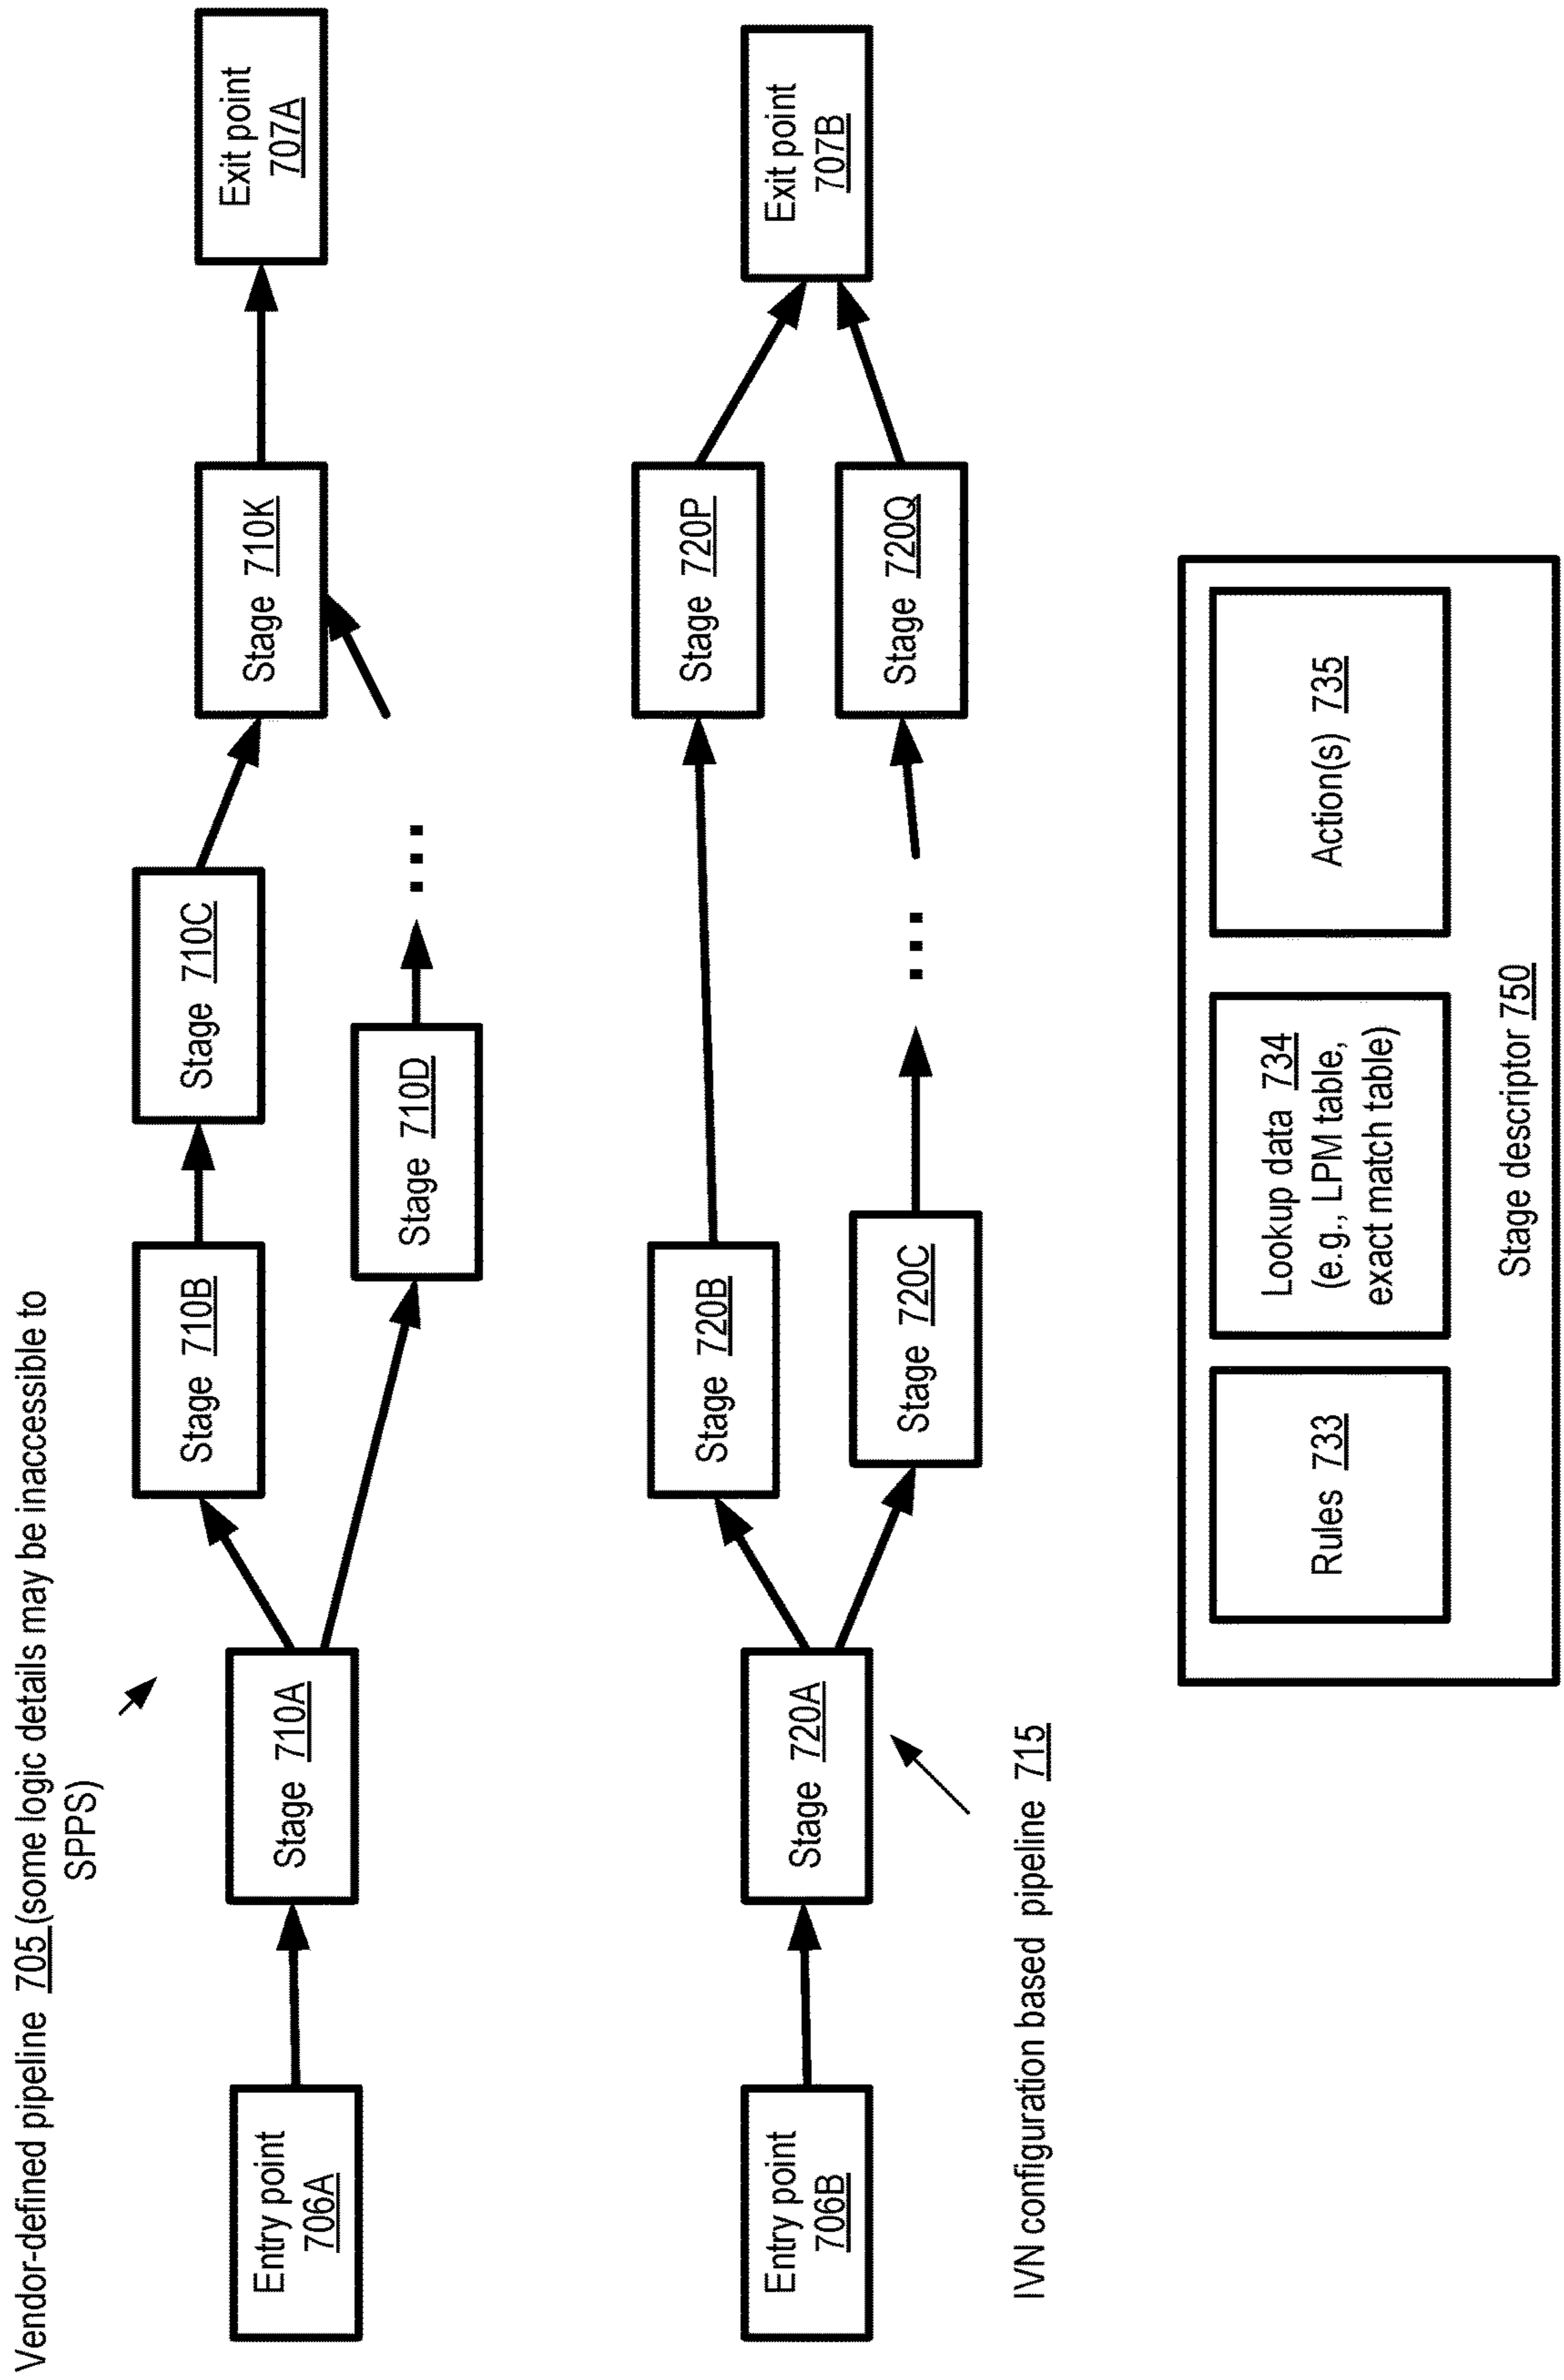 Vendor-defined pipeline 705 (some logic details may be inaccessible to
SPPS)
Entry point
706A
Stage 710A
Stage 710B
Stage 710C
Stage 710D
...
Stage 710K
Exit point
707A
Entry point
706B
Stage 720A
Stage 720B
Stage 720C
...
Stage 720P
Stage 720Q
Exit point
707B
IVN configuration based pipeline 715
Rules 733
Lookup data 734
(e.g., LPM table,
exact match table)
Action(s) 735
Stage descriptor 750